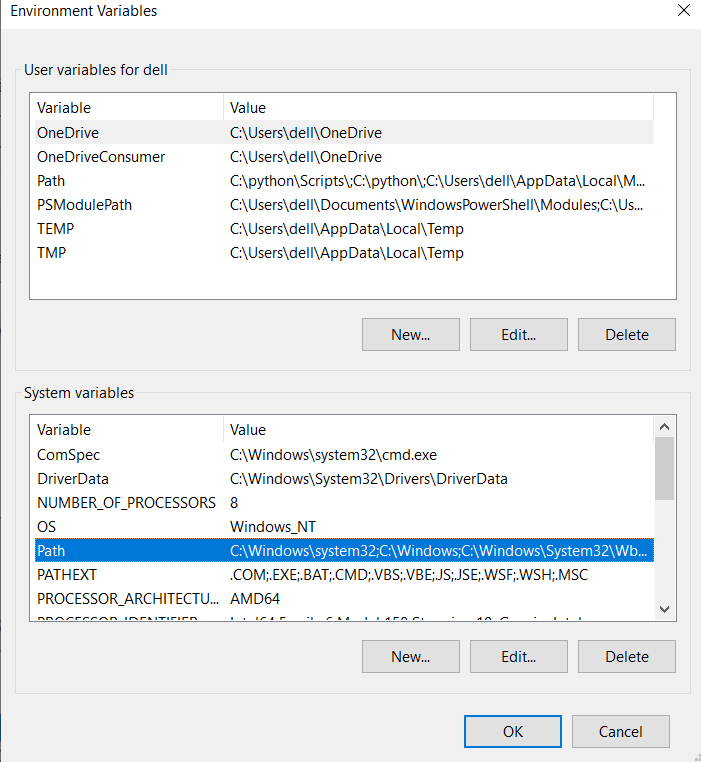 Environment Variables
User variables for dell
Variable Value
OneDrive C:\Users\dell\OneDrive
OneDriveConsumer C:\Users\dell\OneDrive
Path C:\python\Scripts\;C:\python\;C:\Users\dell\AppData\Local\M...
PSModulePath C:\Users\dell\Documents\WindowsPowerShell\Modules;C:\Us...
TEMP C:\Users\dell\AppData\Local\Temp
TMP C:\Users\dell\AppData\Local\Temp
New... Edit... Delete
System variables
Variable Value
ComSpec C:\Windows\system32\cmd.exe
DriverData C:\Windows\System32\Drivers\DriverData
NUMBER_OF_PROCESSORS 8
OS Windows_NT
Path C:\Windows\system32;C:\Windows;C:\Windows\System32\Wb...
PATHEXT .COM;.EXE;.BAT;.CMD;.VBS;.VBE;.JS;.JSE;.WSF;.WSH;.MSC
PROCESSOR_ARCHITECTU... AMD64
New... Edit... Delete
OK Cancel